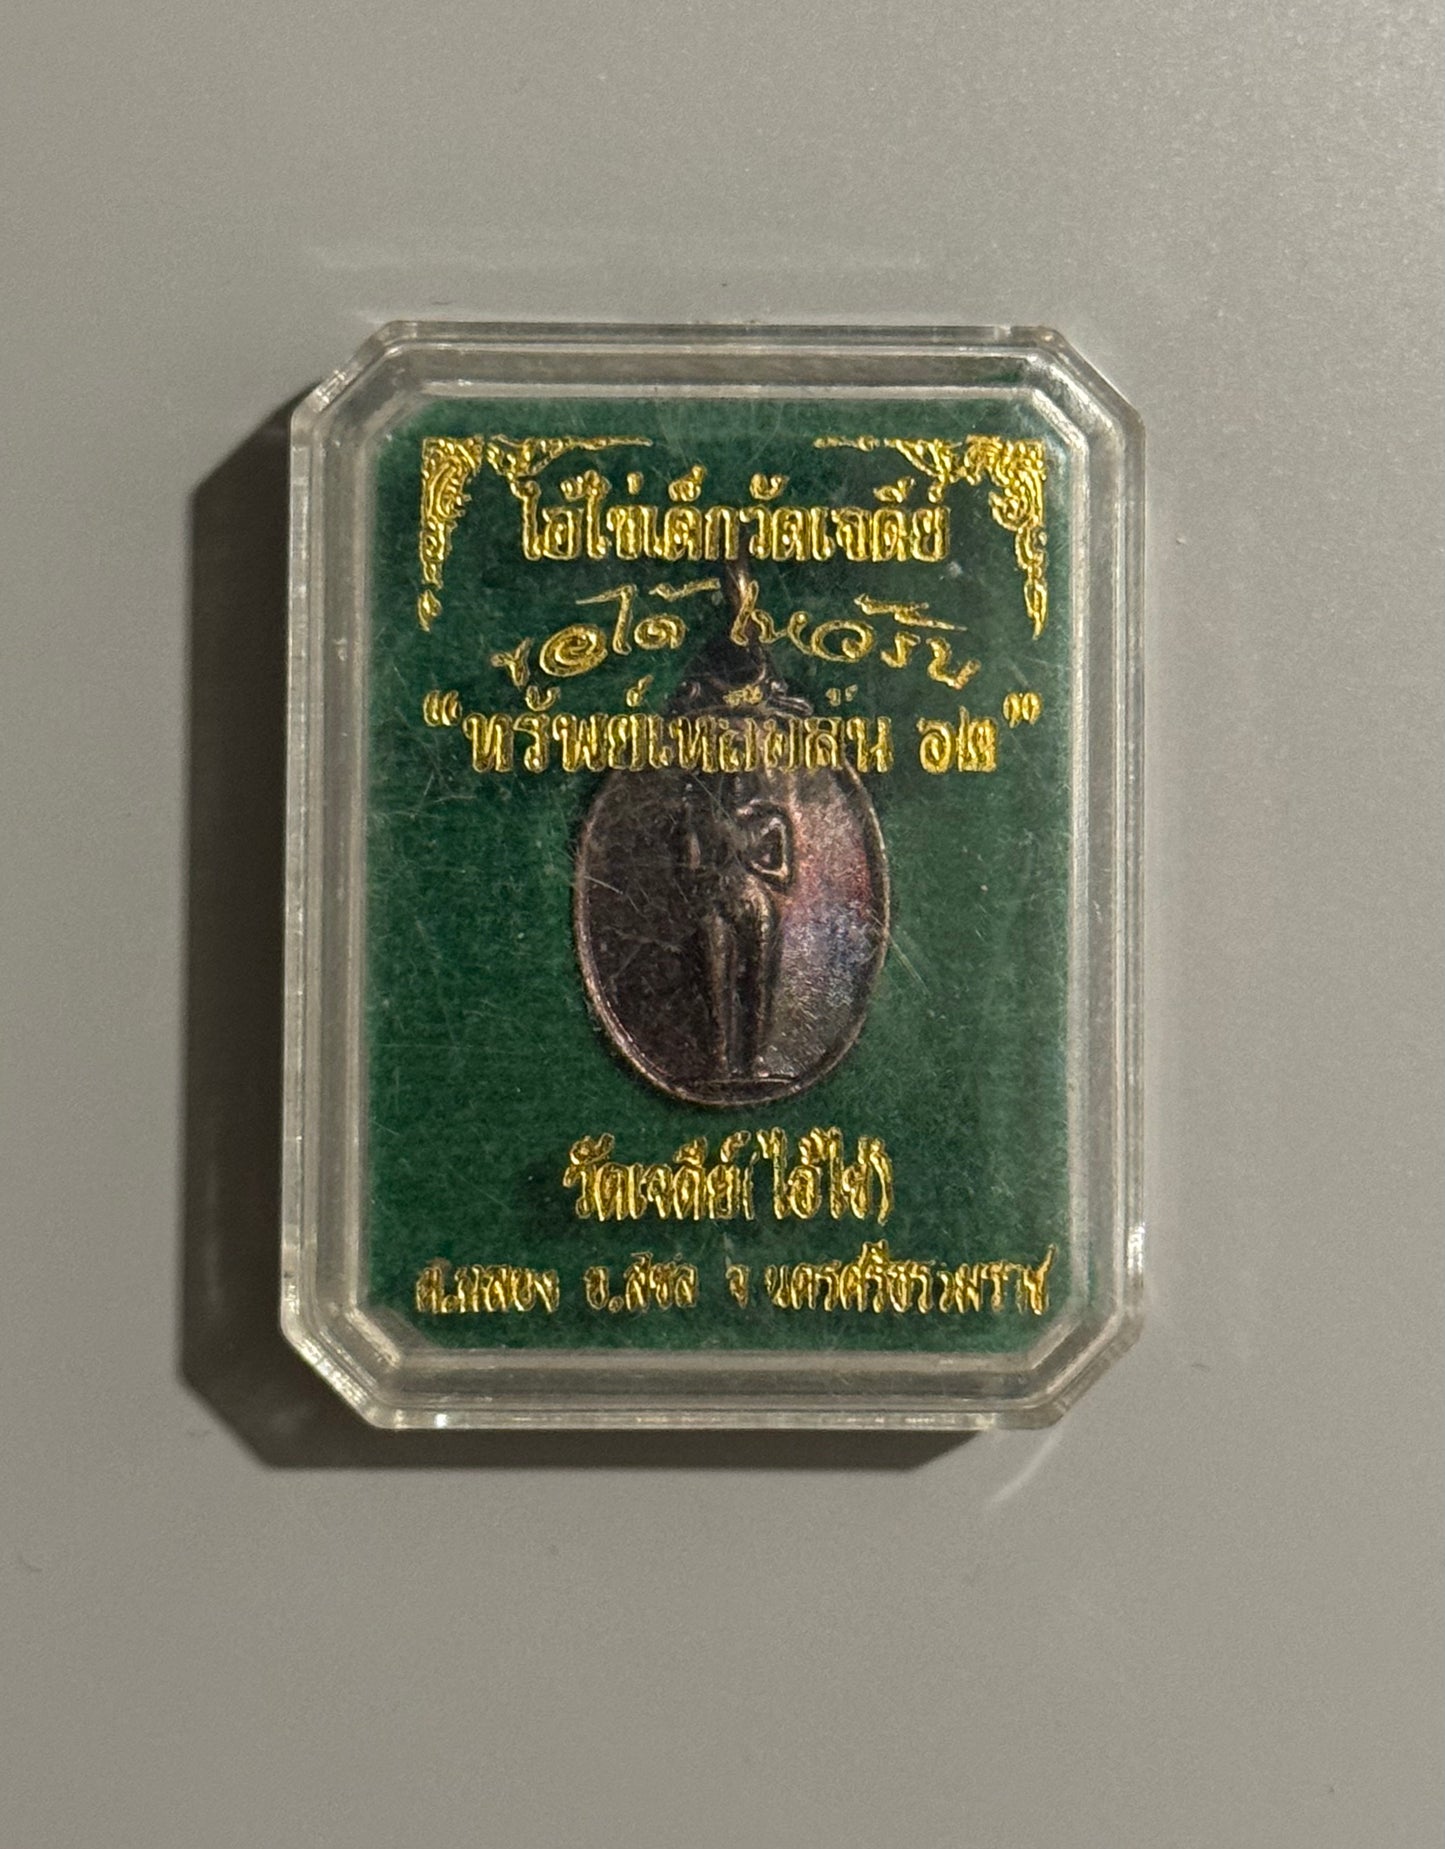 ไอ้ไข่เด็กวัดเจดีย์
ขอได้ไหว้รับ
"ทรัพย์เหลือล้น ๖๒"
วัดเจดีย์(ไอ้ไข่)
ต.ฉลอง อ.สิชล จ นครศรีธรรมราช